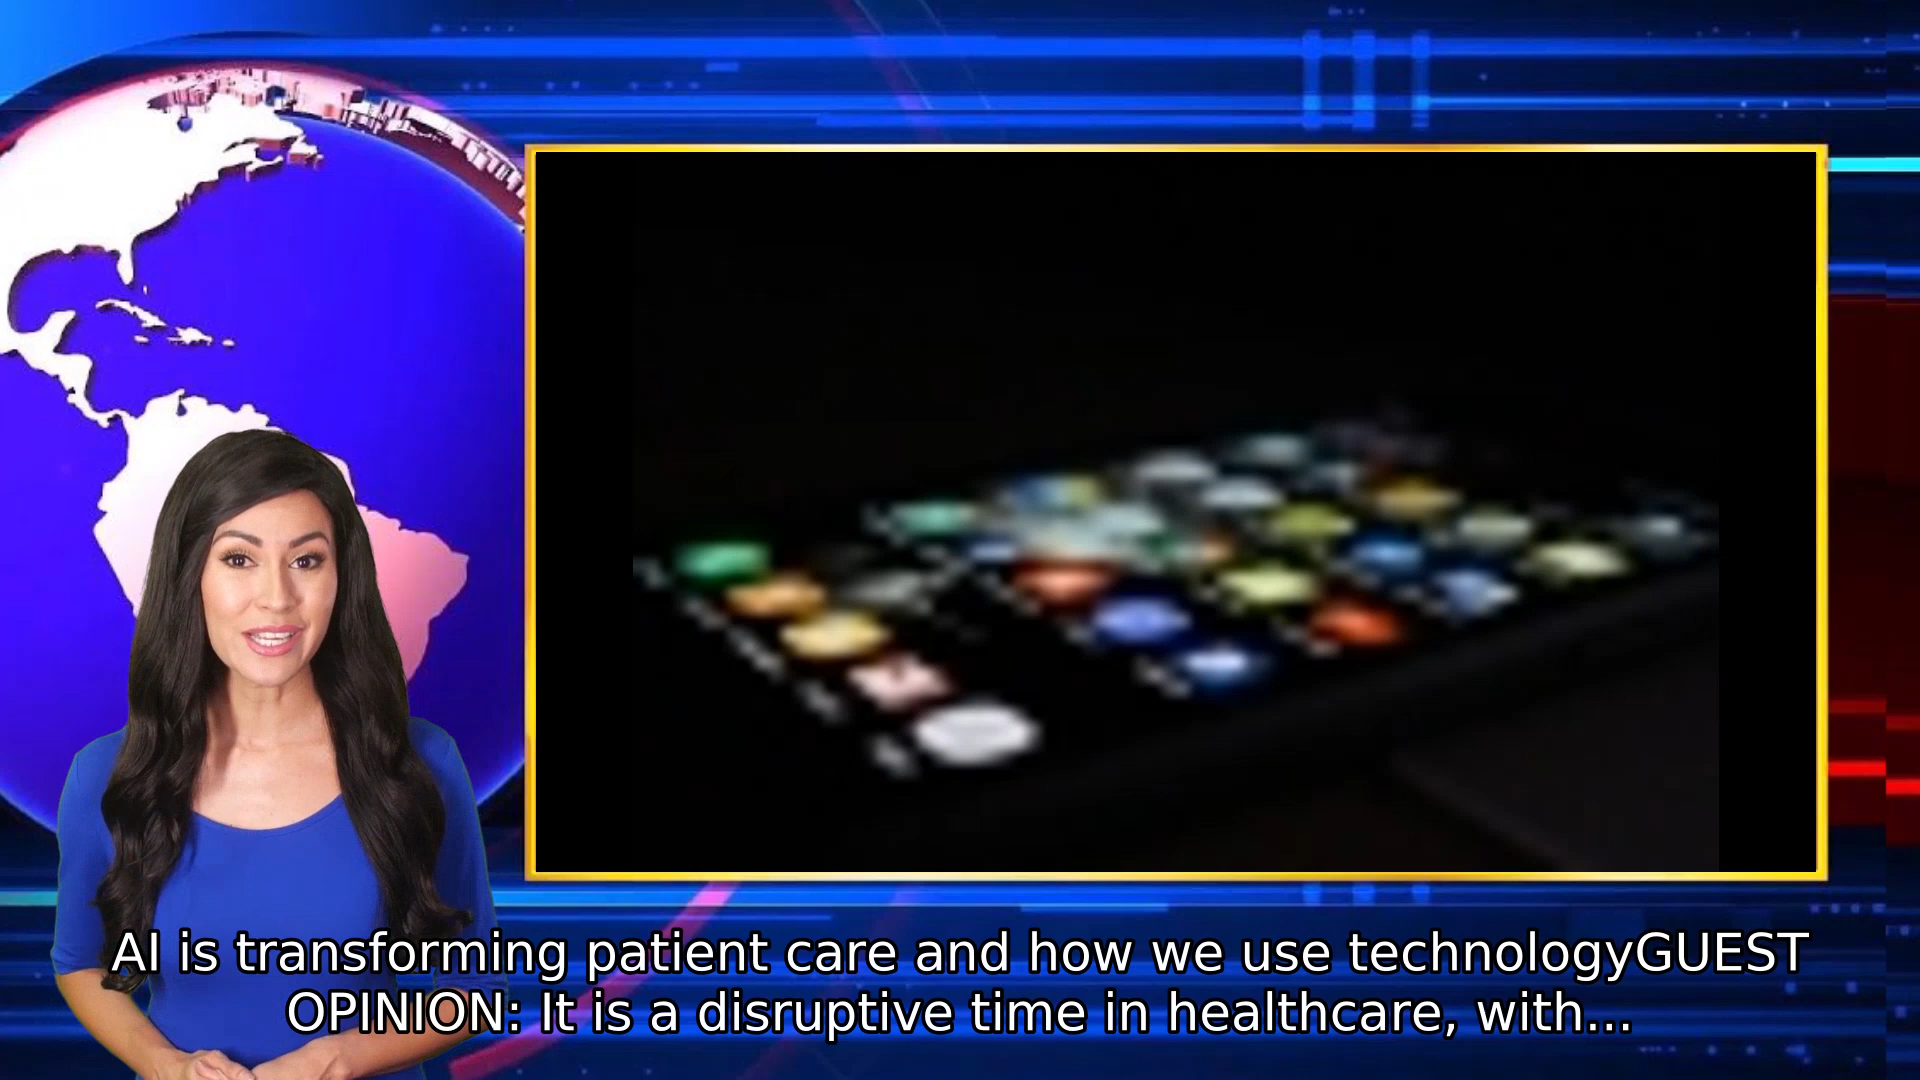 AI is transforming patient care and how we use technologyGUEST
OPINION: It is a disruptive time in healthcare, with...